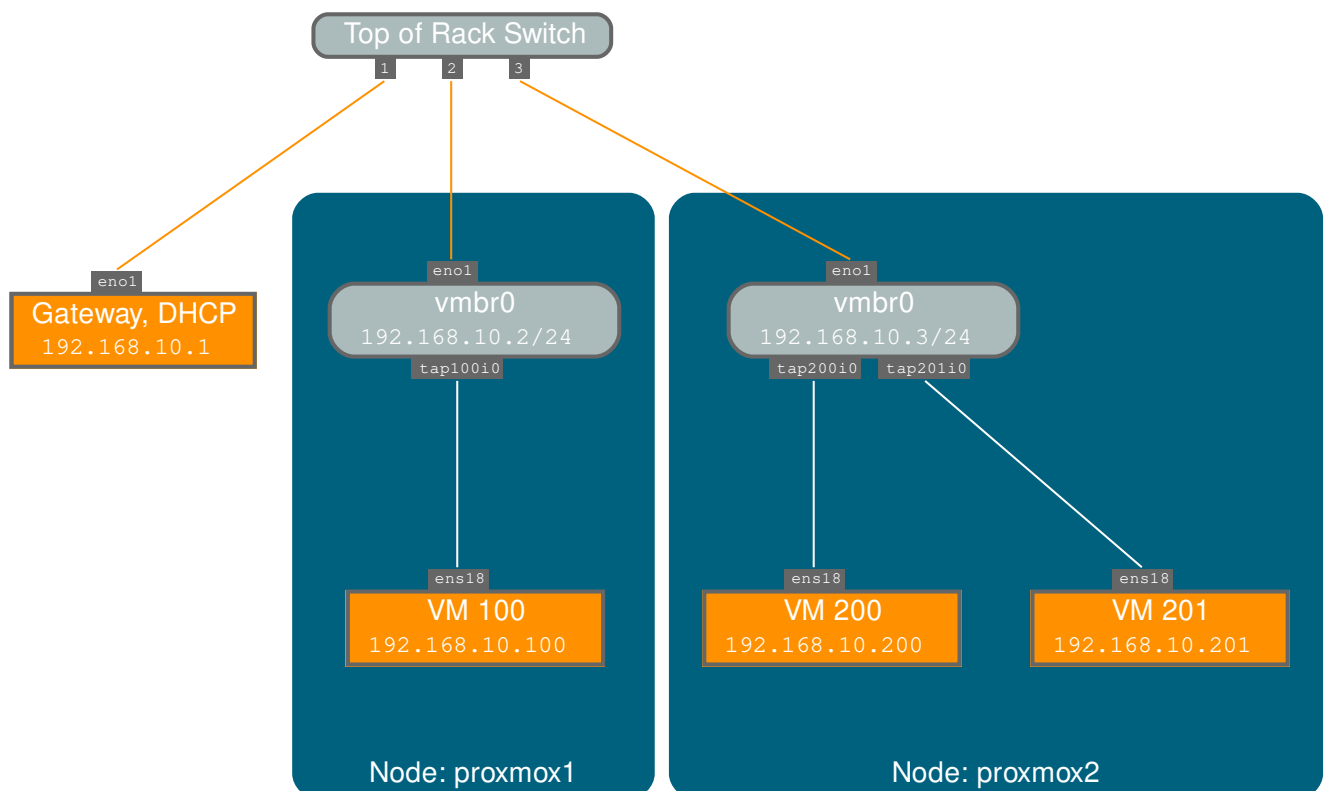 Top of Rack Switch
1 2 3
eno1
Gateway, DHCP
192.168.10.1
eno1
vmbr0
192.168.10.2/24
tap100i0
ens18
VM 100
192.168.10.100
Node: proxmox1
eno1
vmbr0
192.168.10.3/24
tap200i0 tap201i0
ens18
VM 200
192.168.10.200
ens18
VM 201
192.168.10.201
Node: proxmox2